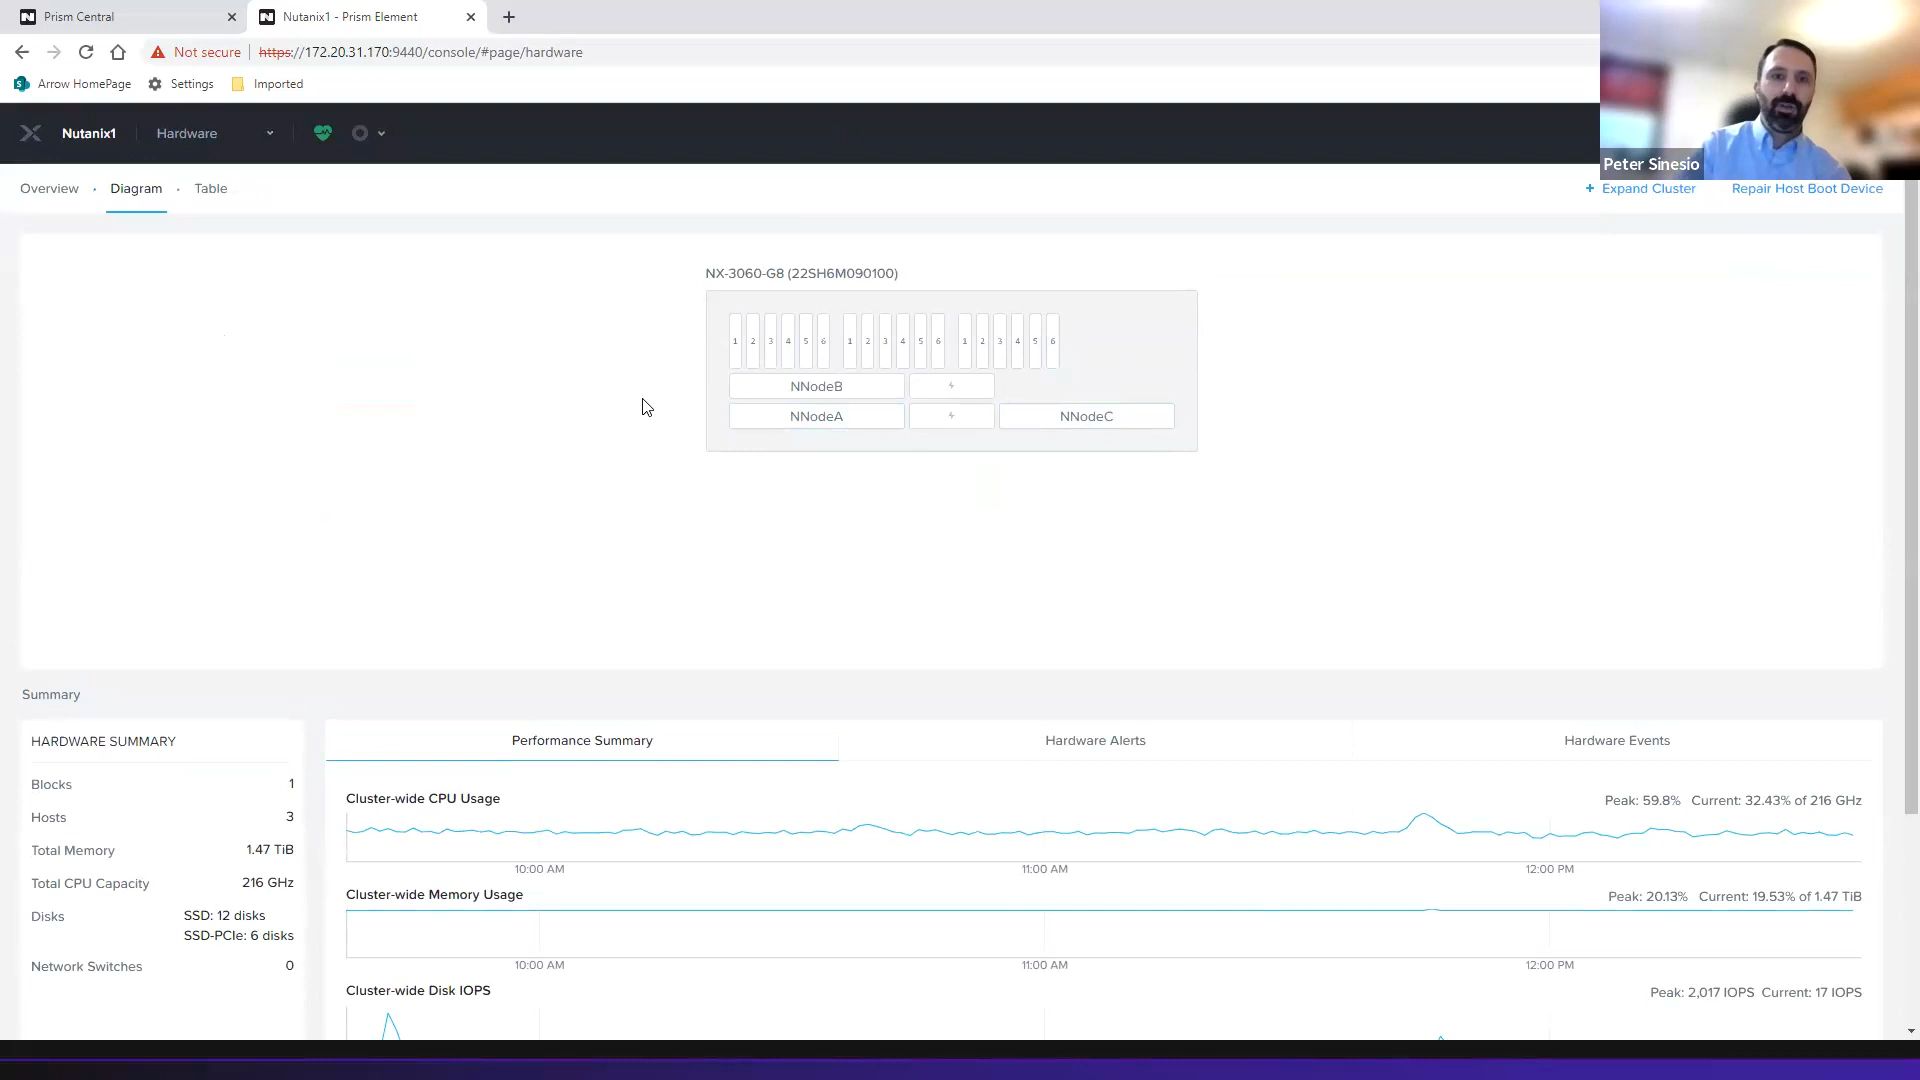 Prism Central
Nutanix1 - Prism Element
Not secure https://172.20.31.170:9440/console/#page/hardware
Arrow HomePage Settings Imported
Nutanix1 Hardware
Peter Sinesio
Overview Diagram Table
+ Expand Cluster Repair Host Boot Device
NX-3060-G8 (22SH6M090100)
1 2 3 4 5 6 1 2 3 4 5 6 1 2 3 4 5 6
NNodeB
NNodeA NNodeC
Summary
HARDWARE SUMMARY
Blocks 1
Hosts 3
Total Memory 1.47 TiB
Total CPU Capacity 216 GHz
Disks SSD: 12 disks
SSD-PCIe: 6 disks
Network Switches 0
Performance Summary Hardware Alerts Hardware Events
Cluster-wide CPU Usage Peak: 59.8% Current: 32.43% of 216 GHz
10:00 AM 11:00 AM 12:00 PM
Cluster-wide Memory Usage Peak: 20.13% Current: 19.53% of 1.47 TiB
10:00 AM 11:00 AM 12:00 PM
Cluster-wide Disk IOPS Peak: 2,017 IOPS Current: 17 IOPS